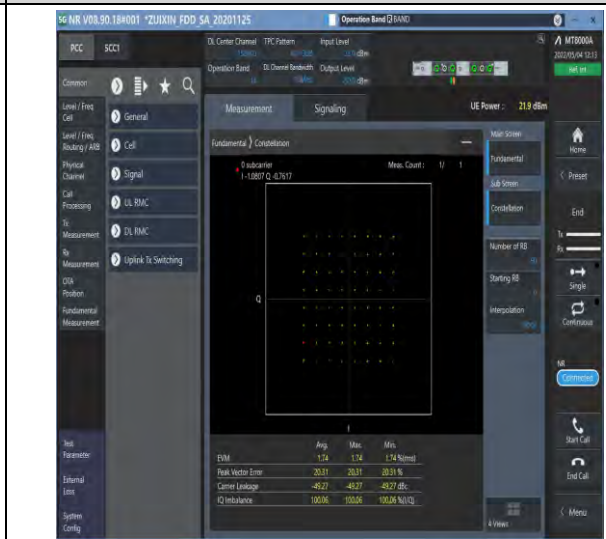 5G NR V08.90.18#001 *ZUIXIN FDD_SA_20201125
Operation Band BAND
MT8000A
2022/05/04
PCC
SCC1
DL Center Channel
TPC Pattern
Input Level
Operation Band
DL Channel Bandwidth
Output Level
Common
Level / Freq.
Cell
Level / Freq.
Routing / ARB
Physical
Channel
Call
Processing
Tx
Measurement
Rx
Measurement
OTA
Position
Fundamental
Measurement
Test
Parameter
External
Loss
System
Config
General
Cell
Signal
UL RMC
DL RMC
Uplink Tx Switching
Measurement
Signaling
UE Power : 21.9 dBm
Fundamental
Constellation
0 subcarrier
I -1.0807 Q -0.7617
Meas. Count : 1/ 1
Q
I
Avg. Max. Min.
EVM 1.74 1.74 1.74 %(rms)
Peak Vector Error 20.31 20.31 20.31 %
Carrier Leakage -49.27 -49.27 -49.27 dBc
IQ Imbalance 100.06 100.06 100.06 %(I/Q)
Main Screen
Fundamental
Sub Screen
Constellation
Number of RB
Starting RB
Interpolation
4 Views
Home
Preset
End
Tx
Rx
Single
Continuous
NR
Connected
Start Call
End Call
Menu